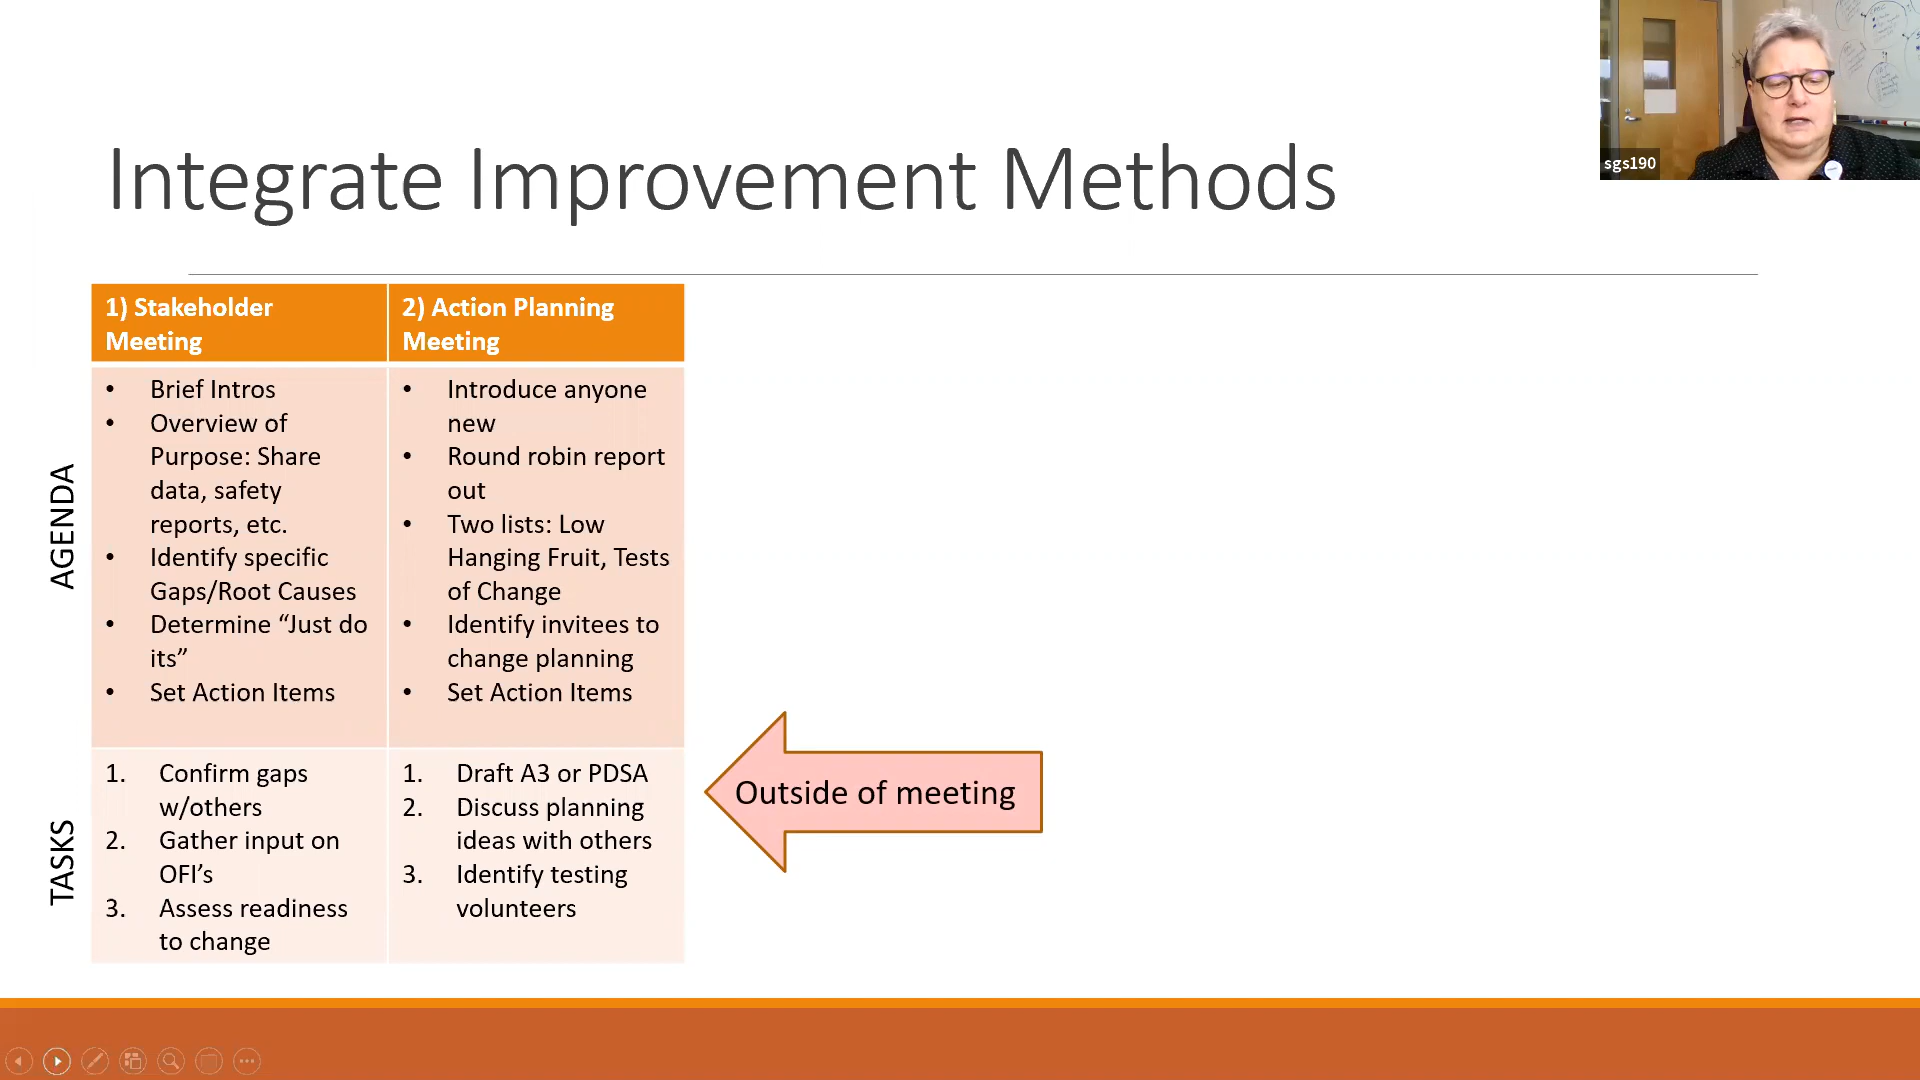 Integrate Improvement Methods
sgs190
1) Stakeholder
Meeting
2) Action Planning
Meeting
AGENDA
• Brief Intros
• Overview of
Purpose: Share
data, safety
reports, etc.
• Identify specific
Gaps/Root Causes
• Determine “Just do
its”
• Set Action Items
• Introduce anyone
new
• Round robin report
out
• Two lists: Low
Hanging Fruit, Tests
of Change
• Identify invitees to
change planning
• Set Action Items
TASKS
1. Confirm gaps
w/others
2. Gather input on
OFI’s
3. Assess readiness
to change
1. Draft A3 or PDSA
2. Discuss planning
ideas with others
3. Identify testing
volunteers
Outside of meeting